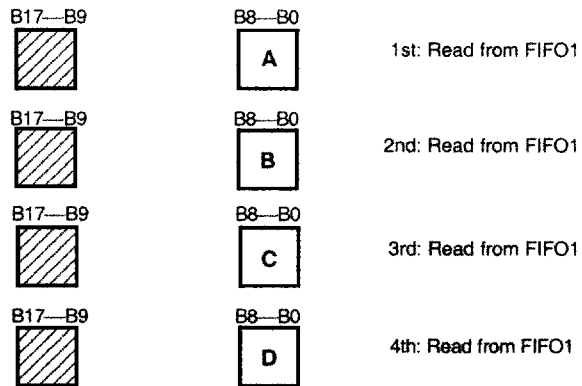 B17—B9 B8—B0
A 1st: Read from FIFO1
B17—B9 B8—B0
B 2nd: Read from FIFO1
B17—B9 B8—B0
C 3rd: Read from FIFO1
B17—B9 B8—B0
D 4th: Read from FIFO1